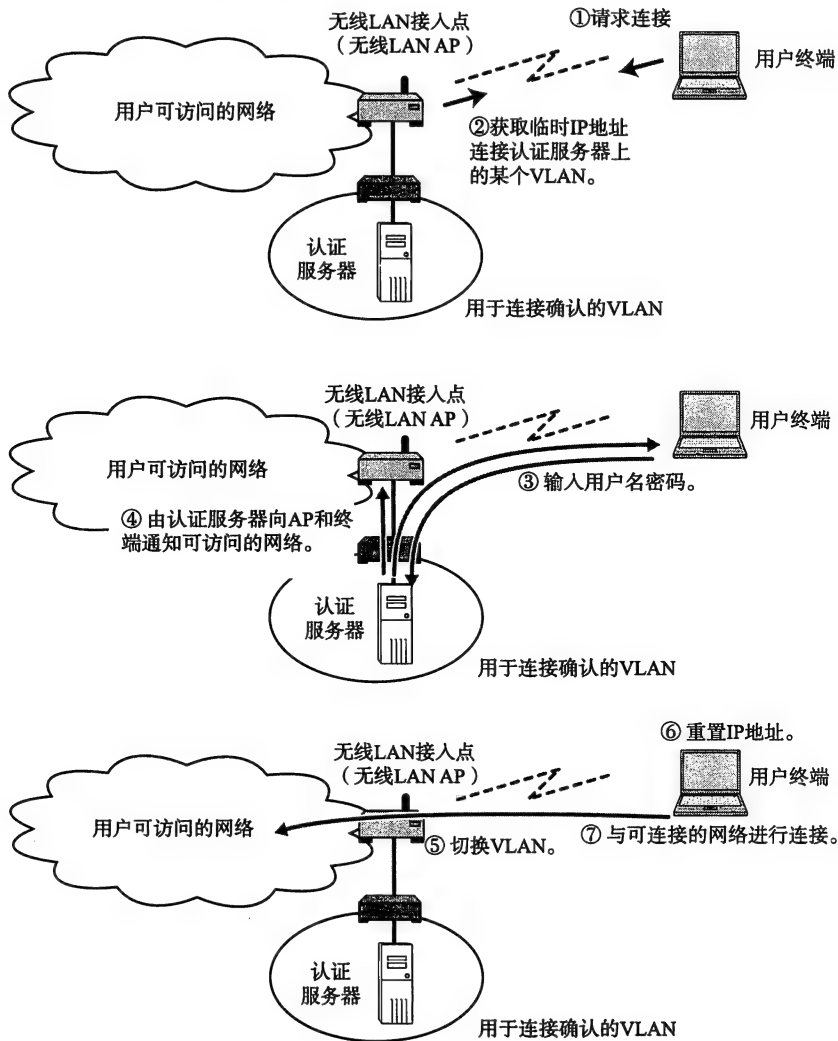 无线LAN接入点
（无线LAN AP）
①请求连接
用户终端
用户可访问的网络
②获取临时IP地址
连接认证服务器上
的某个VLAN。
认证
服务器
用于连接确认的VLAN
无线LAN接入点
（无线LAN AP）
用户终端
用户可访问的网络
③ 输入用户名密码。
④ 由认证服务器向AP和终
端通知可访问的网络。
认证
服务器
用于连接确认的VLAN
⑥ 重置IP地址。
无线LAN接入点
（无线LAN AP）
用户终端
用户可访问的网络
⑤ 切换VLAN。
⑦ 与可连接的网络进行连接。
认证
服务器
用于连接确认的VLAN